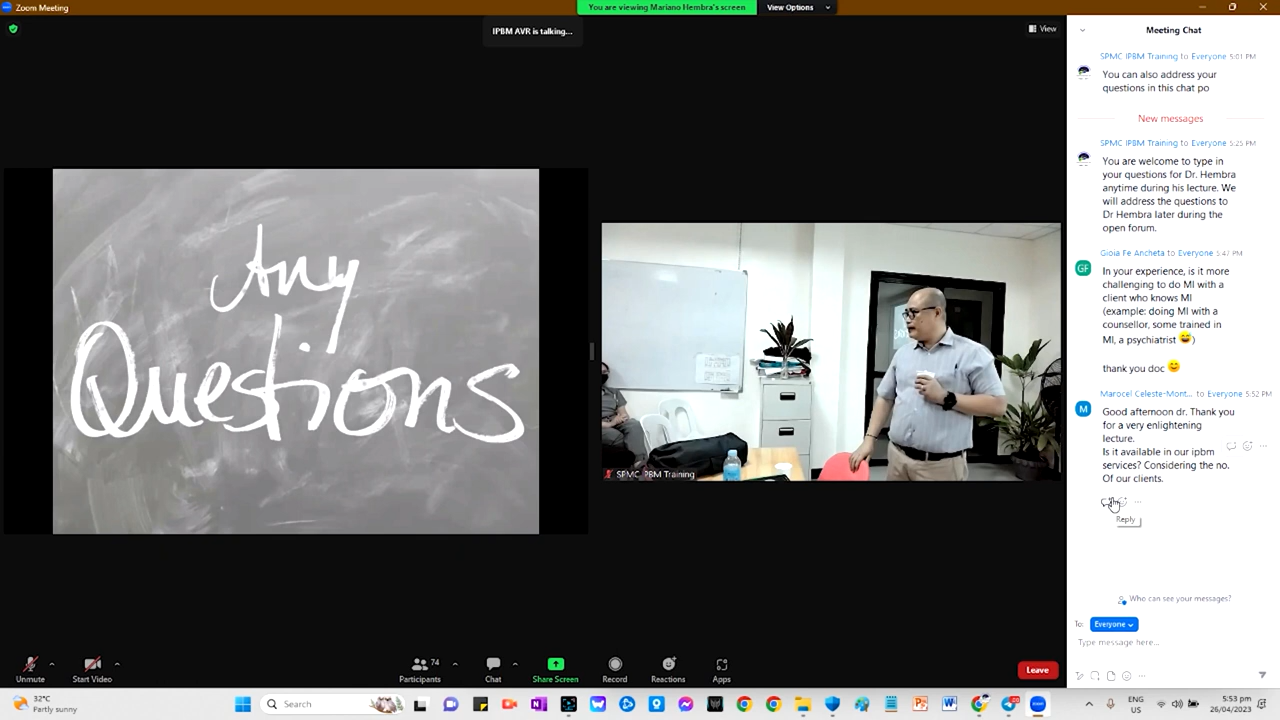 Zoom Meeting
You are viewing Mariano Hembra's screen
View Options
IPBM AVR is talking...
View
Any
Questions
SPMC IPBM Training
Meeting Chat
SPMC IPBM Training to Everyone 5:01 PM
You can also address your
questions in this chat po
New messages
SPMC IPBM Training to Everyone 5:25 PM
You are welcome to type in
your questions for Dr. Hembra
anytime during his lecture. We
will address the questions to
Dr Hembra later during the
open forum.
Gioia Fe Ancheta to Everyone 5:47 PM
GF
In your experience, is it more
challenging to do MI with a
client who knows MI
(example: doing MI with a
counsellor, some trained in
MI, a psychiatrist 😄)
thank you doc 😊
Marocel Celeste-Mont... to Everyone 5:52 PM
M
Good afternoon dr. Thank you
for a very enlightening
lecture.
Is it available in our ipbm
services? Considering the no.
Of our clients.
Reply
Who can see your messages?
To: Everyone
Type message here...
Unmute
Start Video
74
Participants
Chat
Share Screen
Record
Reactions
Apps
Leave
32°C
Partly sunny
Search
ENG
US
5:53 pm
26/04/2023